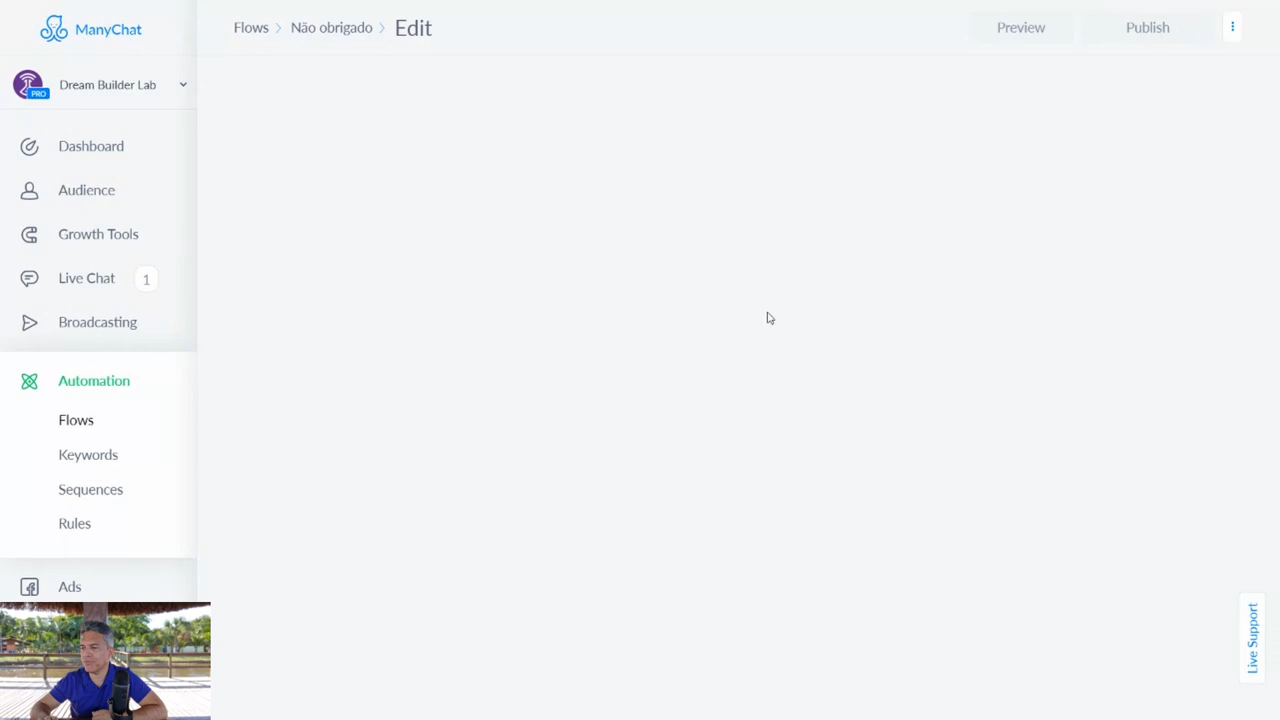 ManyChat
Flows > Não obrigado > Edit
Preview
Publish
PRO
Dream Builder Lab
Dashboard
Audience
Growth Tools
Live Chat 1
Broadcasting
Automation
Flows
Keywords
Sequences
Rules
Ads
Live Support